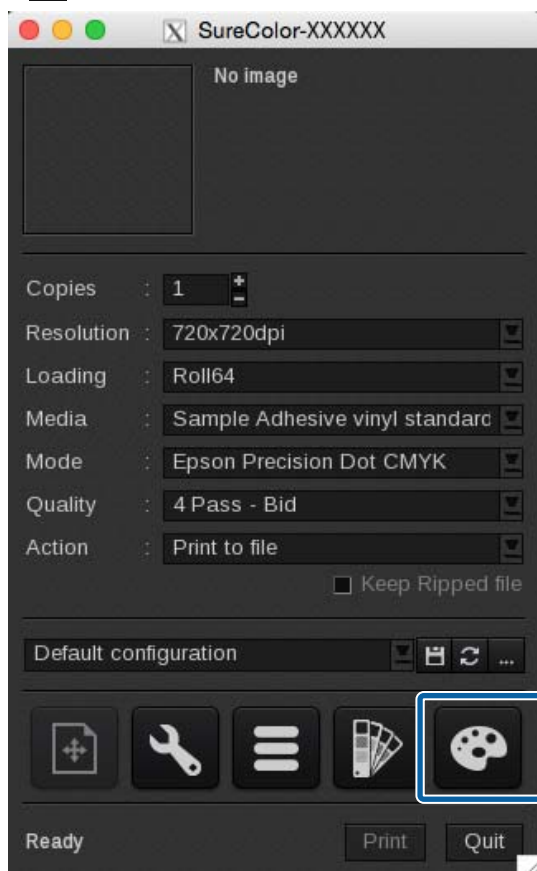 SureColor-XXXXXX
No image
Copies : 1
Resolution : 720x720dpi
Loading : Roll64
Media : Sample Adhesive vinyl standard
Mode : Epson Precision Dot CMYK
Quality : 4 Pass - Bid
Action : Print to file
Keep Ripped file
Default configuration ...
Ready Print Quit